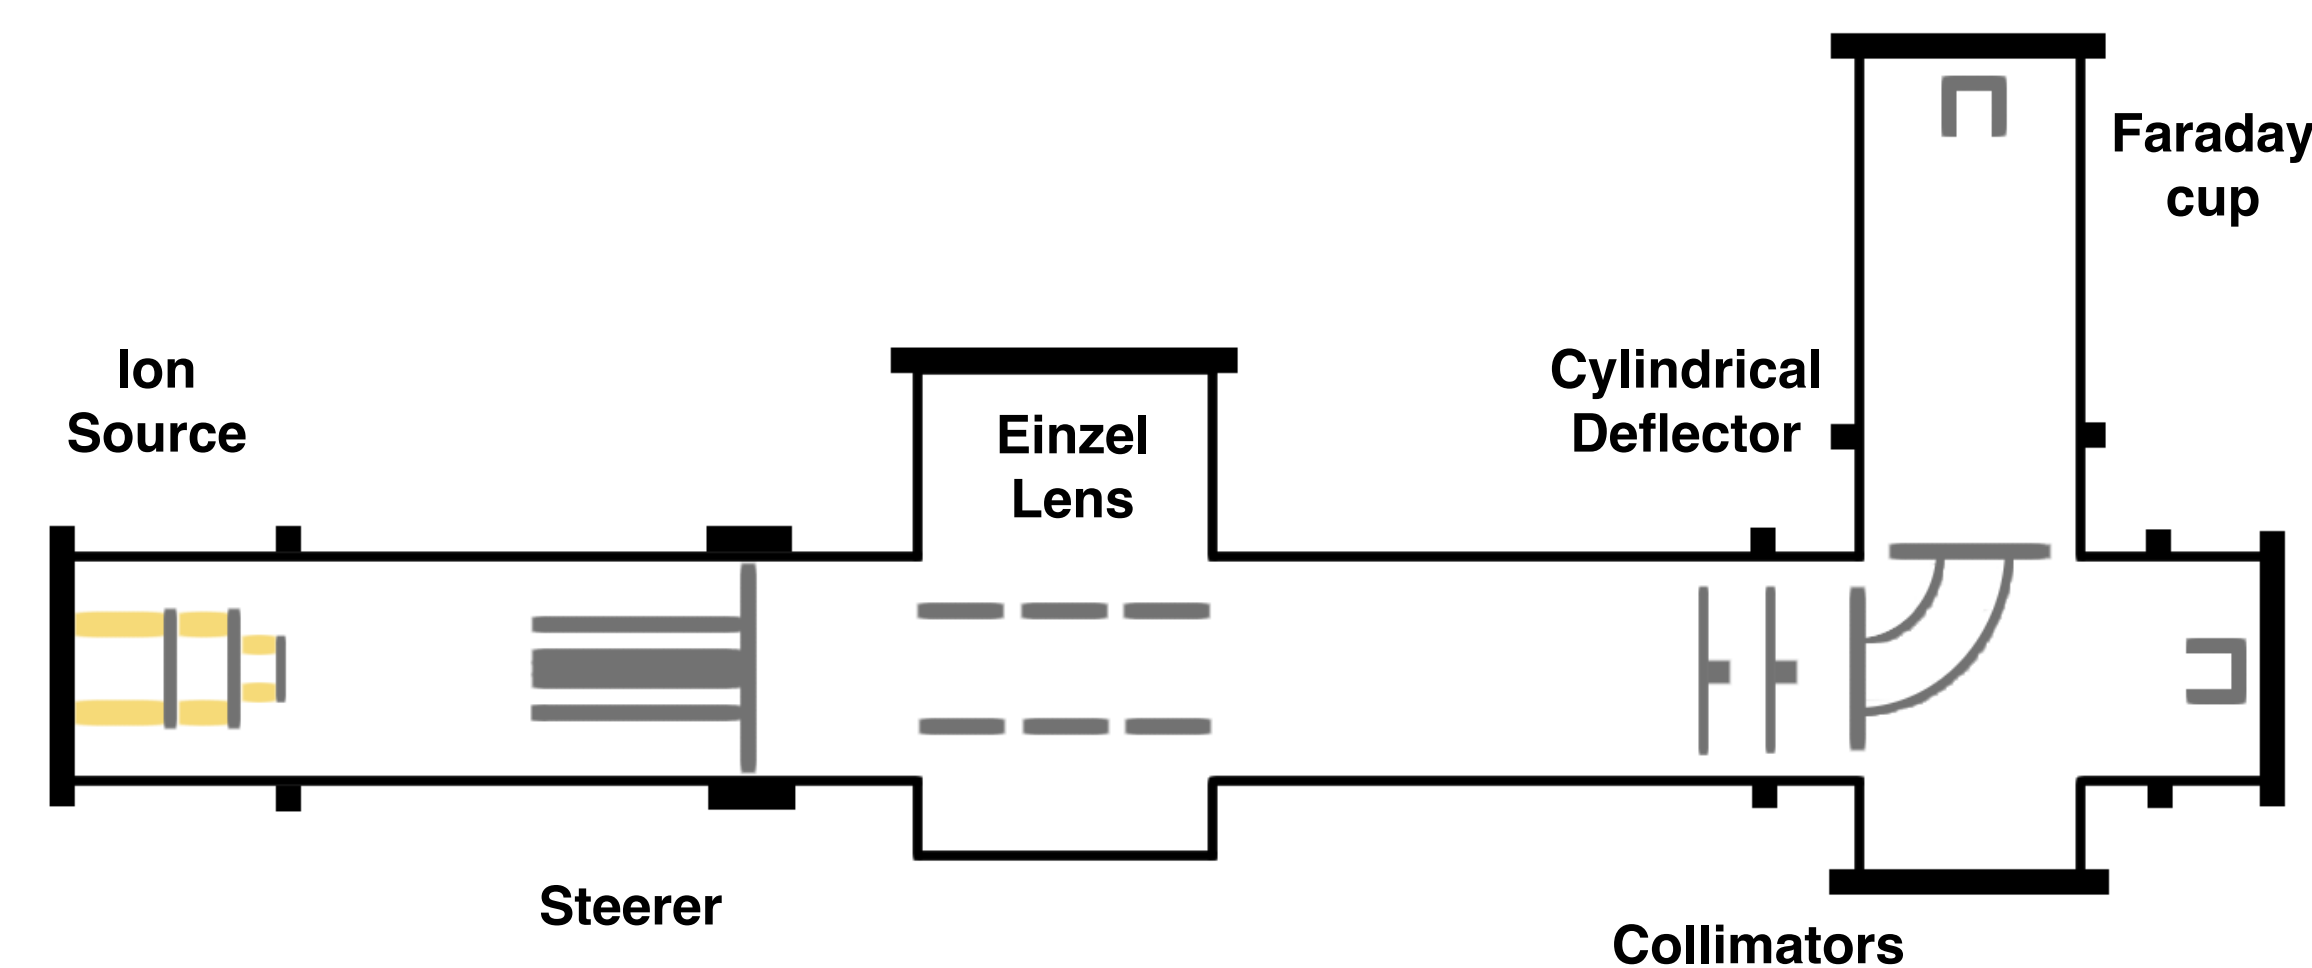 Ion
Source
Steerer
Einzel
Lens
Cylindrical
Deflector
Collimators
Faraday
cup